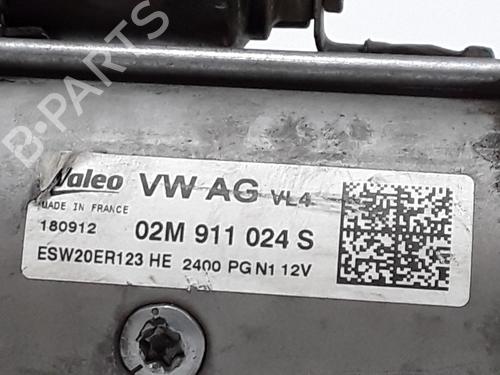 B-PARTS
Valeo VW AG VL4
MADE IN FRANCE
180912 02M 911 024 S
ESW20ER123 HE 2400 PG N1 12V